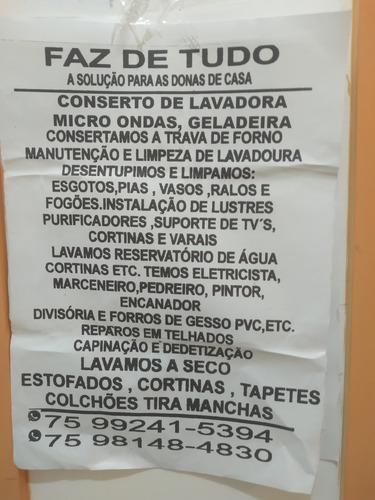 FAZ DE TUDO
A SOLUÇÃO PARA AS DONAS DE CASA
CONSERTO DE LAVADORA
MICRO ONDAS, GELADEIRA
CONSERTAMOS A TRAVA DE FORNO
MANUTENÇÃO E LIMPEZA DE LAVADOURA
DESENTUPIMOS E LIMPAMOS:
ESGOTOS,PIAS , VASOS ,RALOS E
FOGÕES.INSTALAÇÃO DE LUSTRES
PURIFICADORES ,SUPORTE DE TV´S,
CORTINAS E VARAIS
LAVAMOS RESERVATÓRIO DE ÁGUA
CORTINAS ETC. TEMOS ELETRICISTA,
MARCENEIRO,PEDREIRO, PINTOR,
ENCANADOR
DIVISÓRIA E FORROS DE GESSO PVC,ETC.
REPAROS EM TELHADOS
CAPINAÇÃO E DEDETIZAÇÃO
LAVAMOS A SECO
ESTOFADOS , CORTINAS , TAPETES
COLCHÕES TIRA MANCHAS
75 99241-5394
75 98148-4830